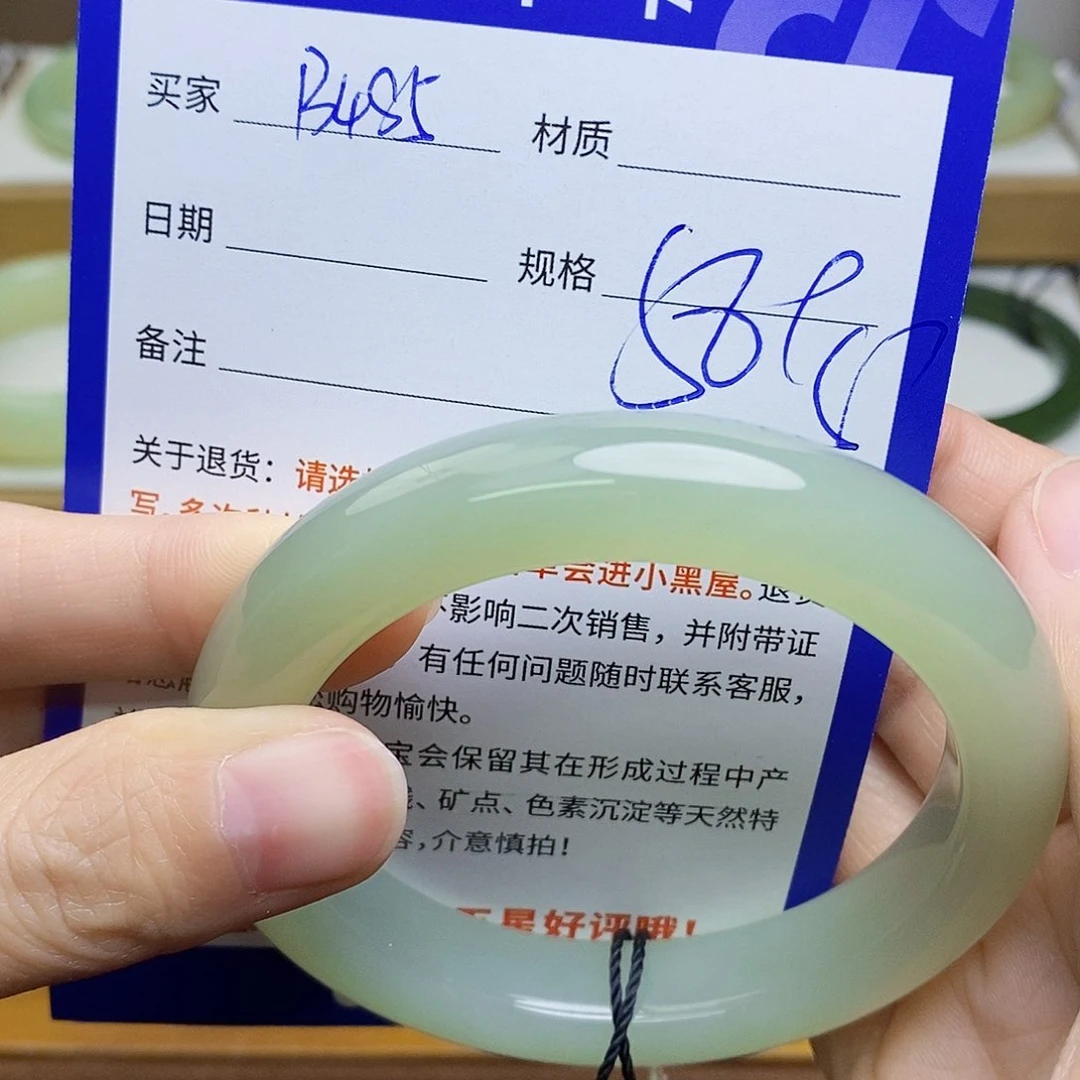 买家 B485 材质
日期 规格
备注
关于退货：请选
写
会进小黑屋。退货
影响二次销售，并附带证
有任何问题随时联系客服，
购物愉快。
宝会保留其在形成过程中产
、矿点、色素沉淀等天然特
，介意慎拍！
五星好评哦！